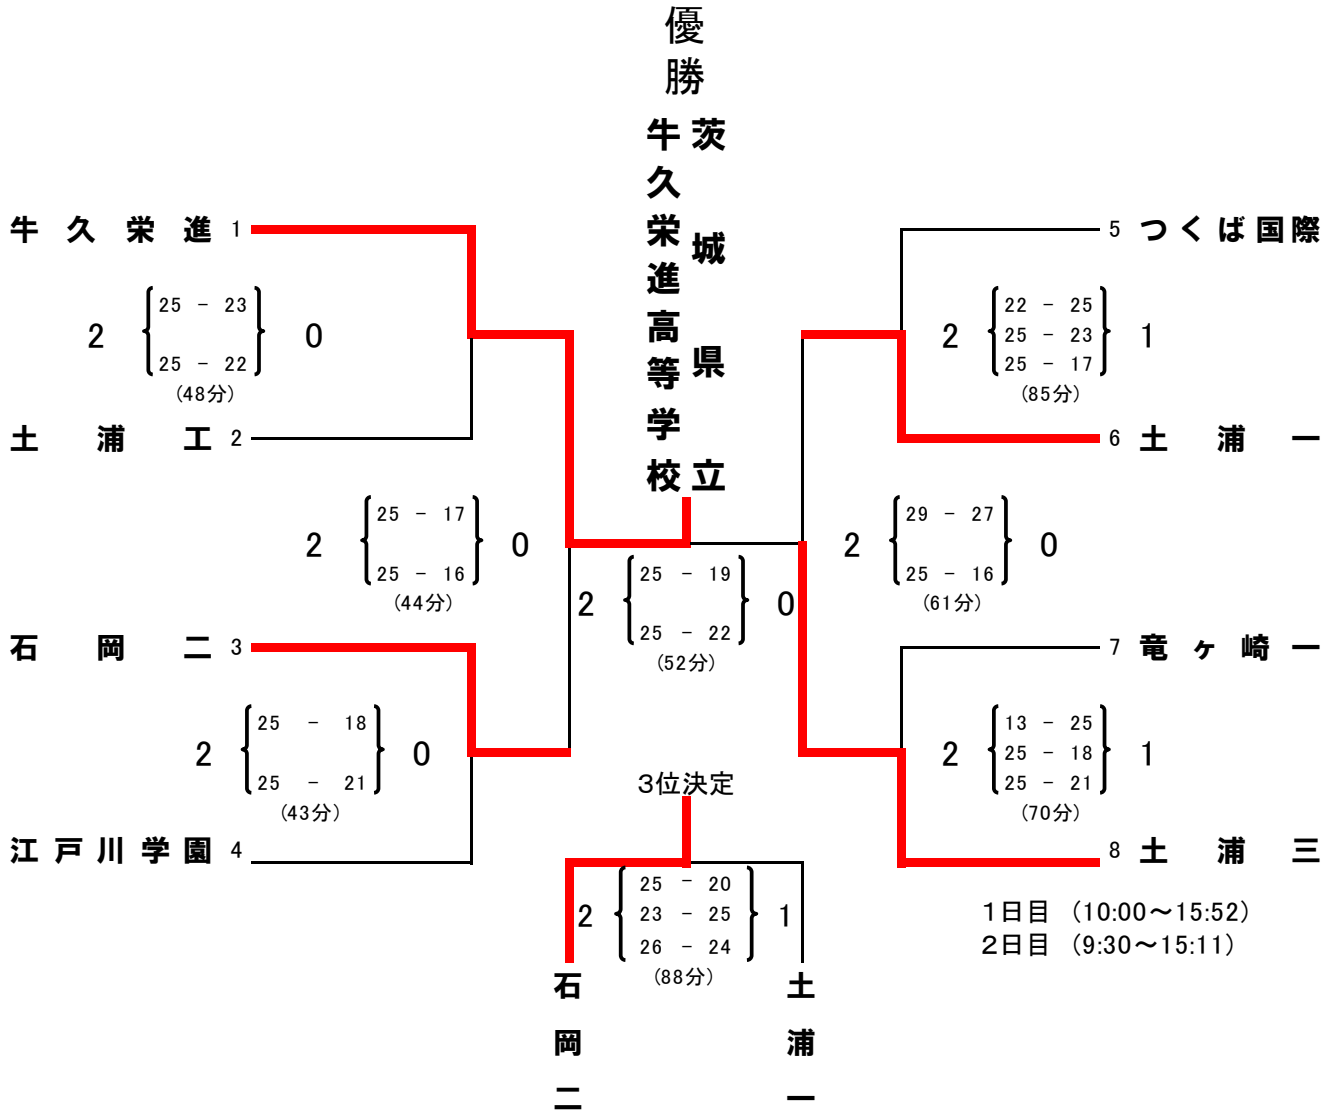 優勝
茨城県立
牛久栄進高等学校
牛久栄進 1
2 25 - 23 0
25 - 22
(48分)
土浦工 2
2 25 - 17 0
25 - 16
(44分)
石岡二 3
2 25 - 18 0
25 - 21
(43分)
江戸川学園 4
5 つくば国際
2 22 - 25 1
25 - 23
25 - 17
(85分)
6 土浦一
2 29 - 27 0
25 - 16
(61分)
7 竜ヶ崎一
2 13 - 25 1
25 - 18
25 - 21
(70分)
8 土浦三
2 25 - 19 0
25 - 22
(52分)
3位決定
2 25 - 20 1
23 - 25
26 - 24
(88分)
石岡二
土浦一
1日目 (10:00～15:52)
2日目 (9:30～15:11)